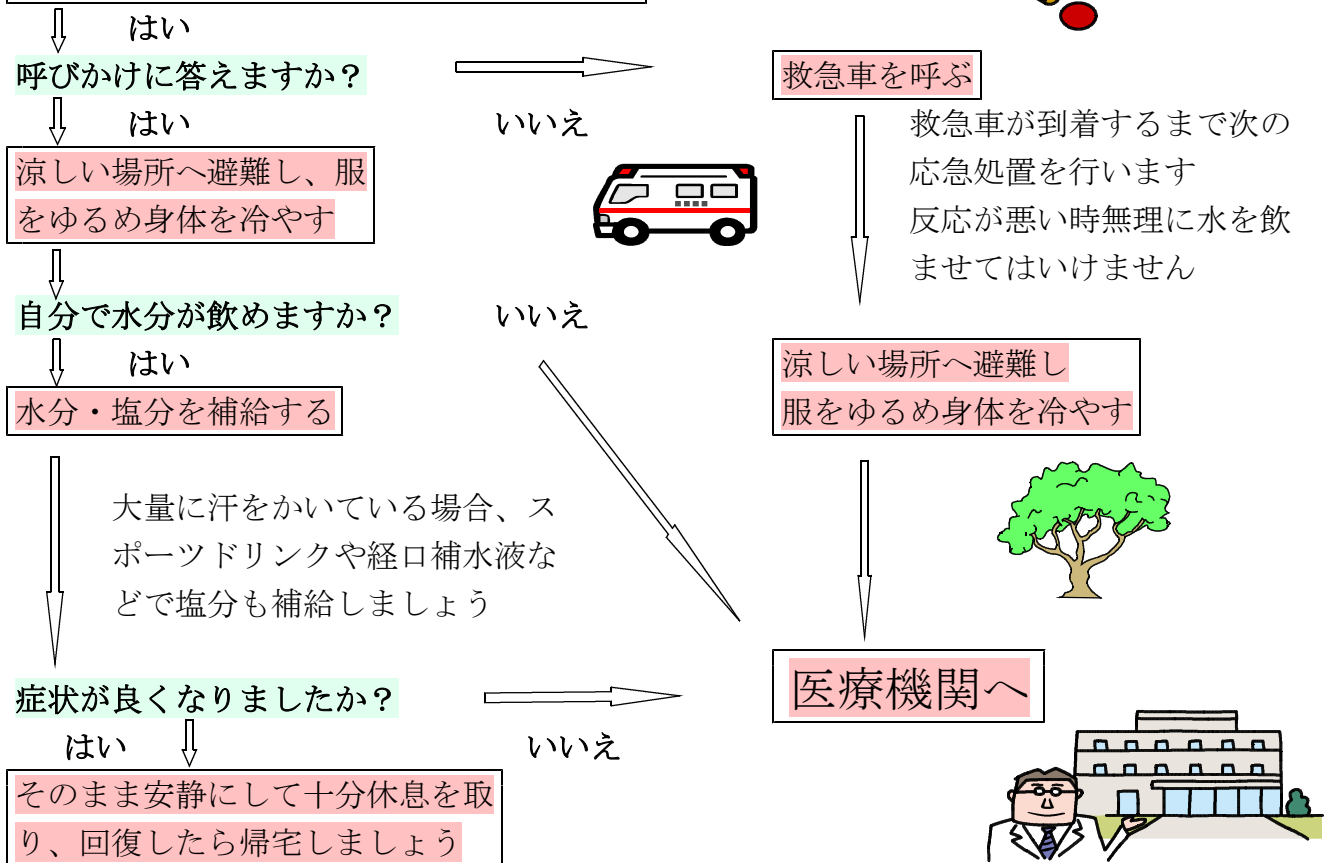 はい
呼びかけに答えますか？
はい
いいえ
救急車を呼ぶ
救急車が到着するまで次の
応急処置を行います
反応が悪い時無理に水を飲
ませてはいけません
涼しい場所へ避難し、服
をゆるめ身体を冷やす
自分で水分が飲めますか？
いいえ
はい
涼しい場所へ避難し
服をゆるめ身体を冷やす
水分・塩分を補給する
大量に汗をかいている場合、ス
ポーツドリンクや経口補水液な
どで塩分も補給しましょう
医療機関へ
症状が良くなりましたか？
はい
いいえ
そのまま安静にして十分休息を取
り、回復したら帰宅しましょう